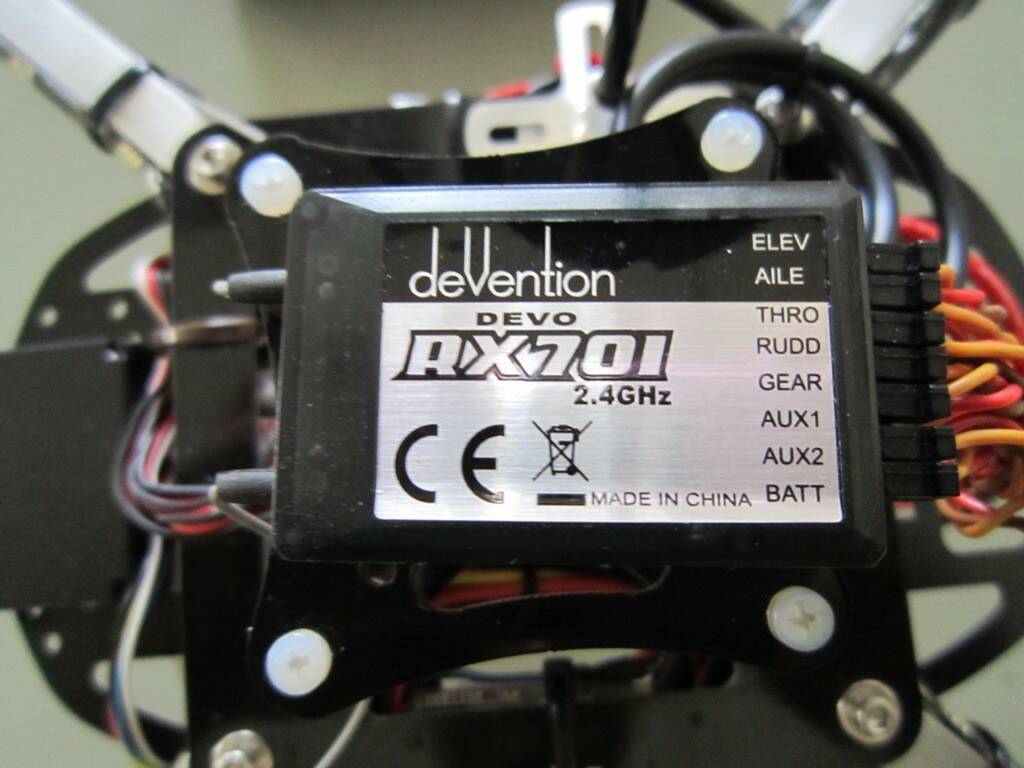 deVention
DEVO
RX701
2.4GHz
CE
MADE IN CHINA
ELEV
AILE
THRO
RUDD
GEAR
AUX1
AUX2
BATT